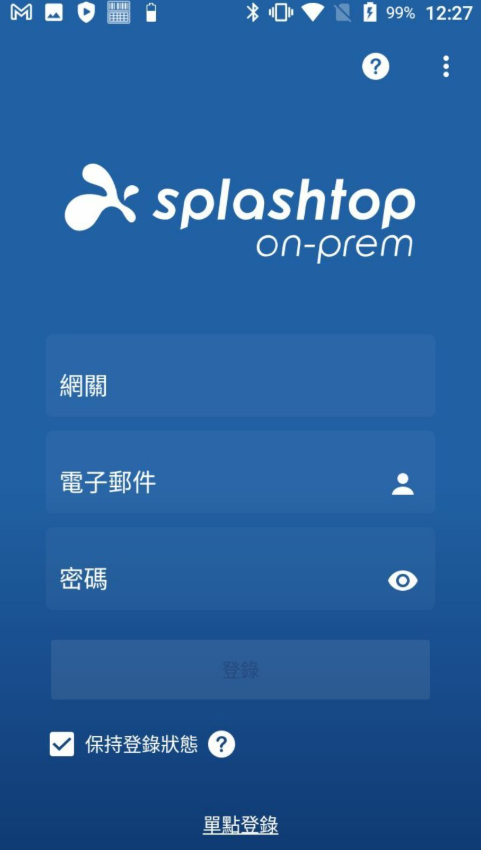 99% 12:27
splashtop
on-prem
網關
電子郵件
密碼
登錄
保持登錄狀態
單點登錄